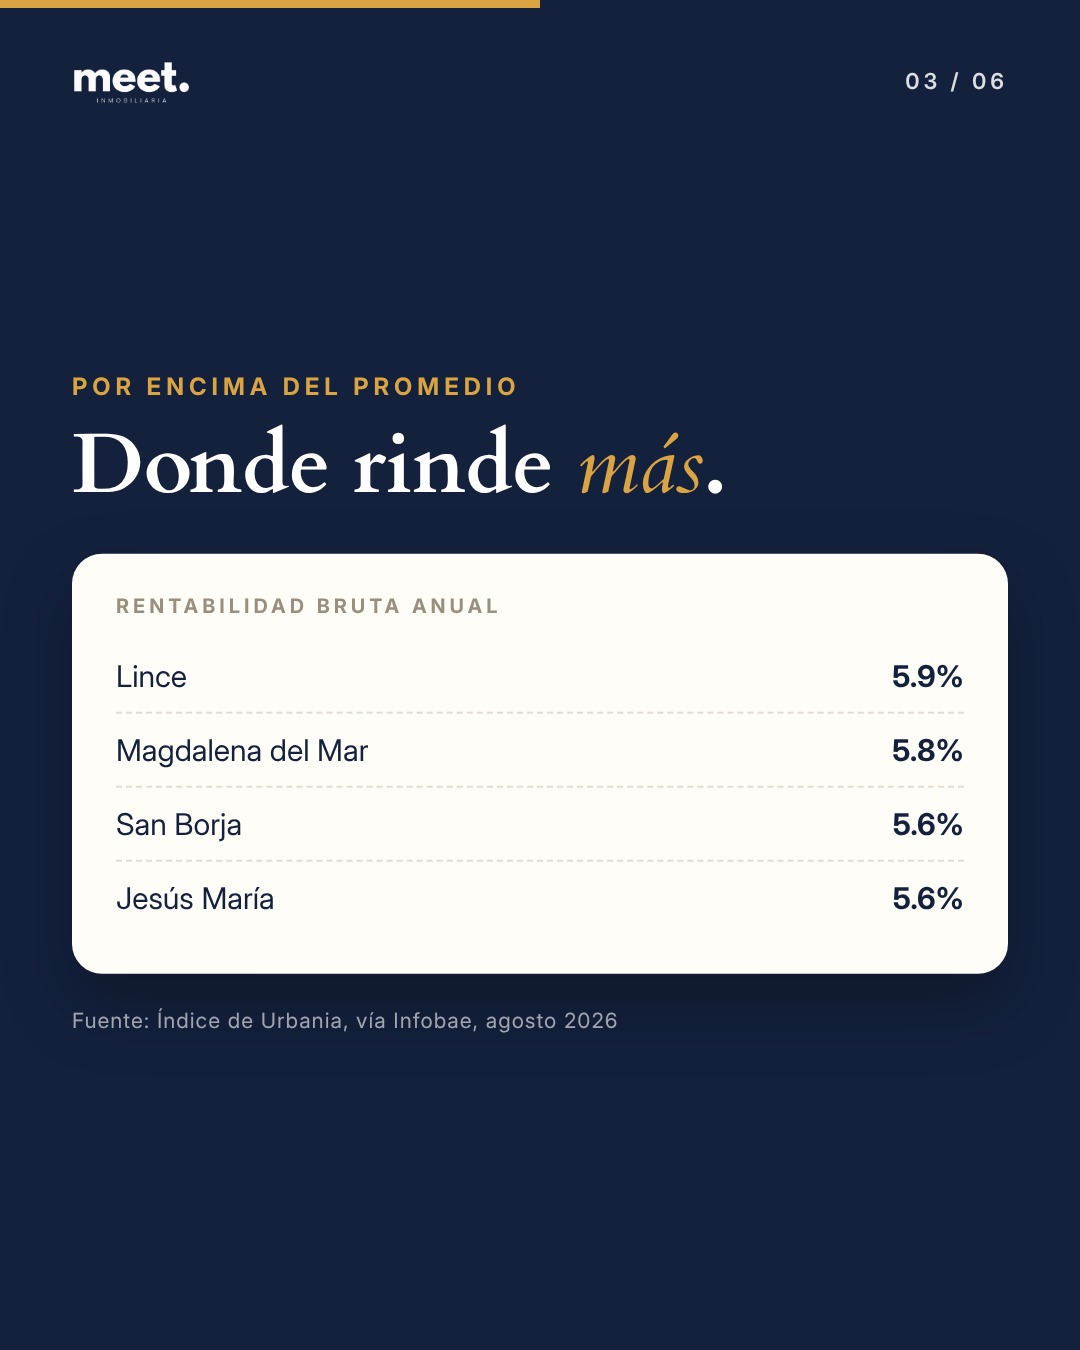 meet.
INMOBILIARIA
03 / 06
POR ENCIMA DEL PROMEDIO
Donde rinde más.
RENTABILIDAD BRUTA ANUAL
Lince 5.9%
Magdalena del Mar 5.8%
San Borja 5.6%
Jesús María 5.6%
Fuente: Índice de Urbania, vía Infobae, agosto 2026